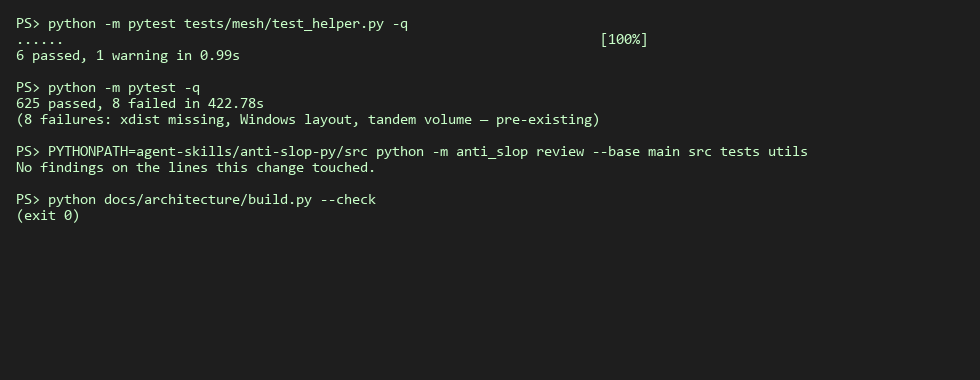 PS> python -m pytest tests/mesh/test_helper.py -q
...... [100%]
6 passed, 1 warning in 0.99s
PS> python -m pytest -q
625 passed, 8 failed in 422.78s
(8 failures: xdist missing, Windows layout, tandem volume — pre-existing)
PS> PYTHONPATH=agent-skills/anti-slop-py/src python -m anti_slop review --base main src tests utils
No findings on the lines this change touched.
PS> python docs/architecture/build.py --check
(exit 0)